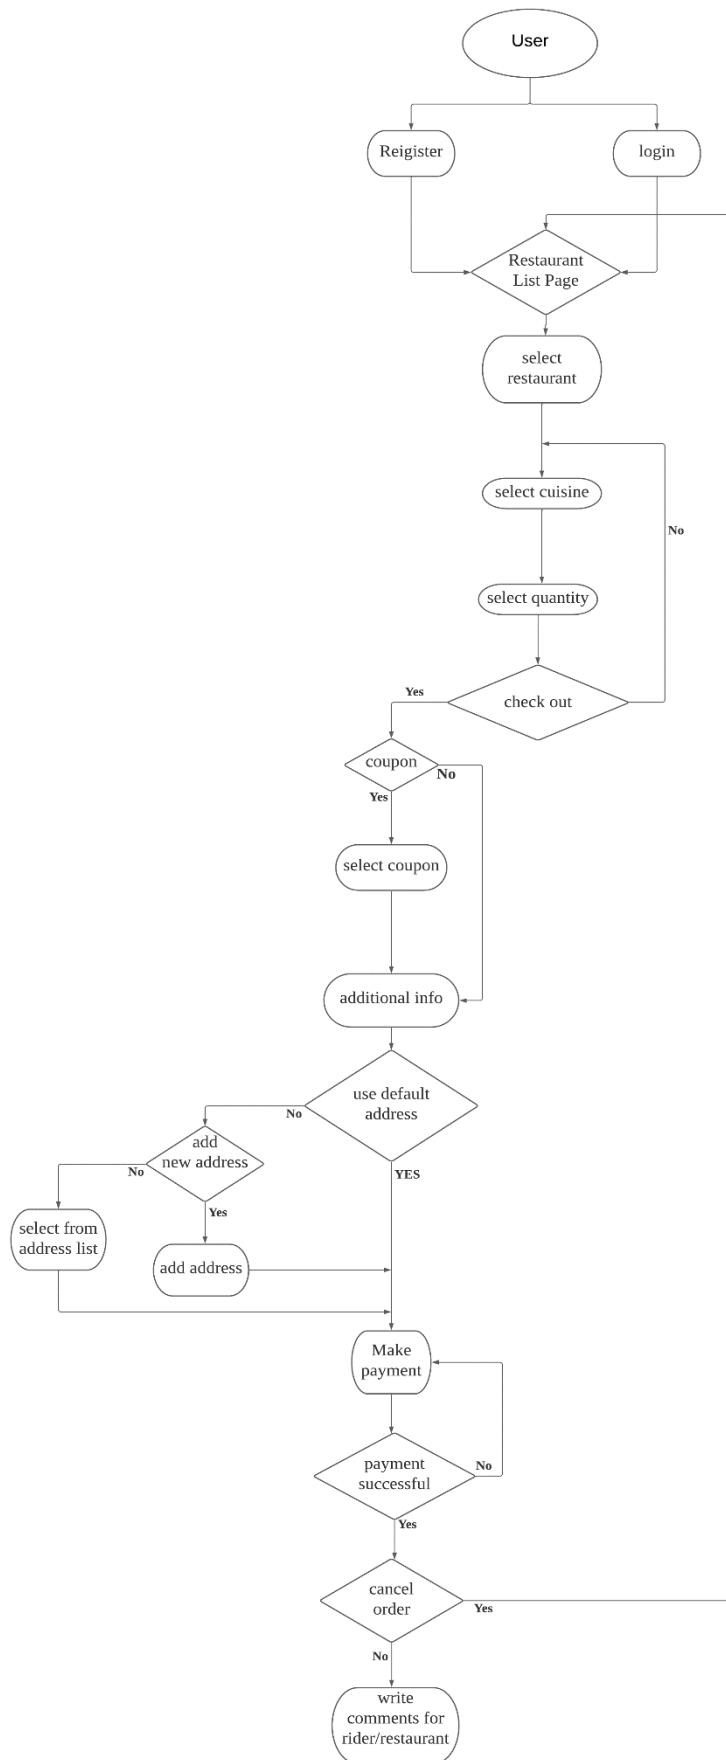 User
Reigister
login
Restaurant
List Page
select
restaurant
select cuisine
No
select quantity
check out
Yes
coupon
No
Yes
select coupon
additional info
use default
address
No
add
new address
No
YES
Yes
select from
address list
add address
Make
payment
payment
successful
No
Yes
cancel
order
Yes
No
write
comments for
rider/restaurant